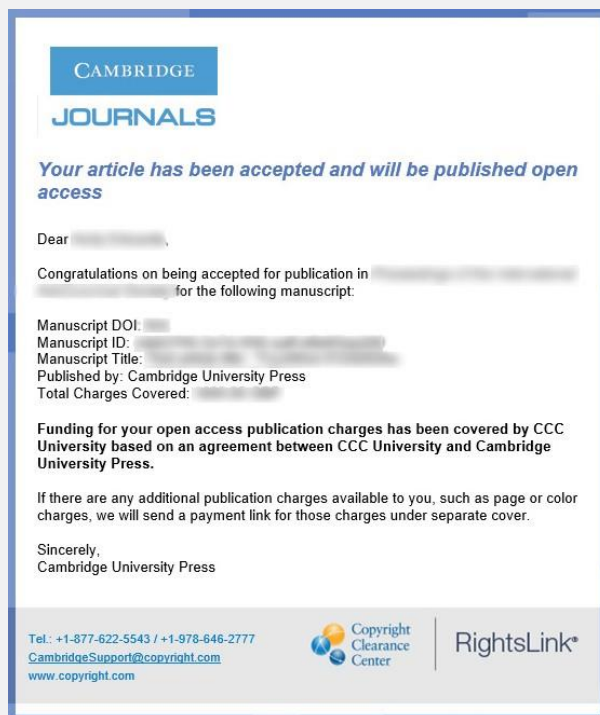 CAMBRIDGE
JOURNALS
Your article has been accepted and will be published open
access
Dear
Congratulations on being accepted for publication in
for the following manuscript:
Manuscript DOI:
Manuscript ID:
Manuscript Title:
Published by: Cambridge University Press
Total Charges Covered:
Funding for your open access publication charges has been covered by CCC
University based on an agreement between CCC University and Cambridge
University Press.
If there are any additional publication charges available to you, such as page or color
charges, we will send a payment link for those charges under separate cover.
Sincerely,
Cambridge University Press
Tel.: +1-877-622-5543 / +1-978-646-2777
CambridgeSupport@copyright.com
www.copyright.com
Copyright
Clearance
Center
RightsLink®